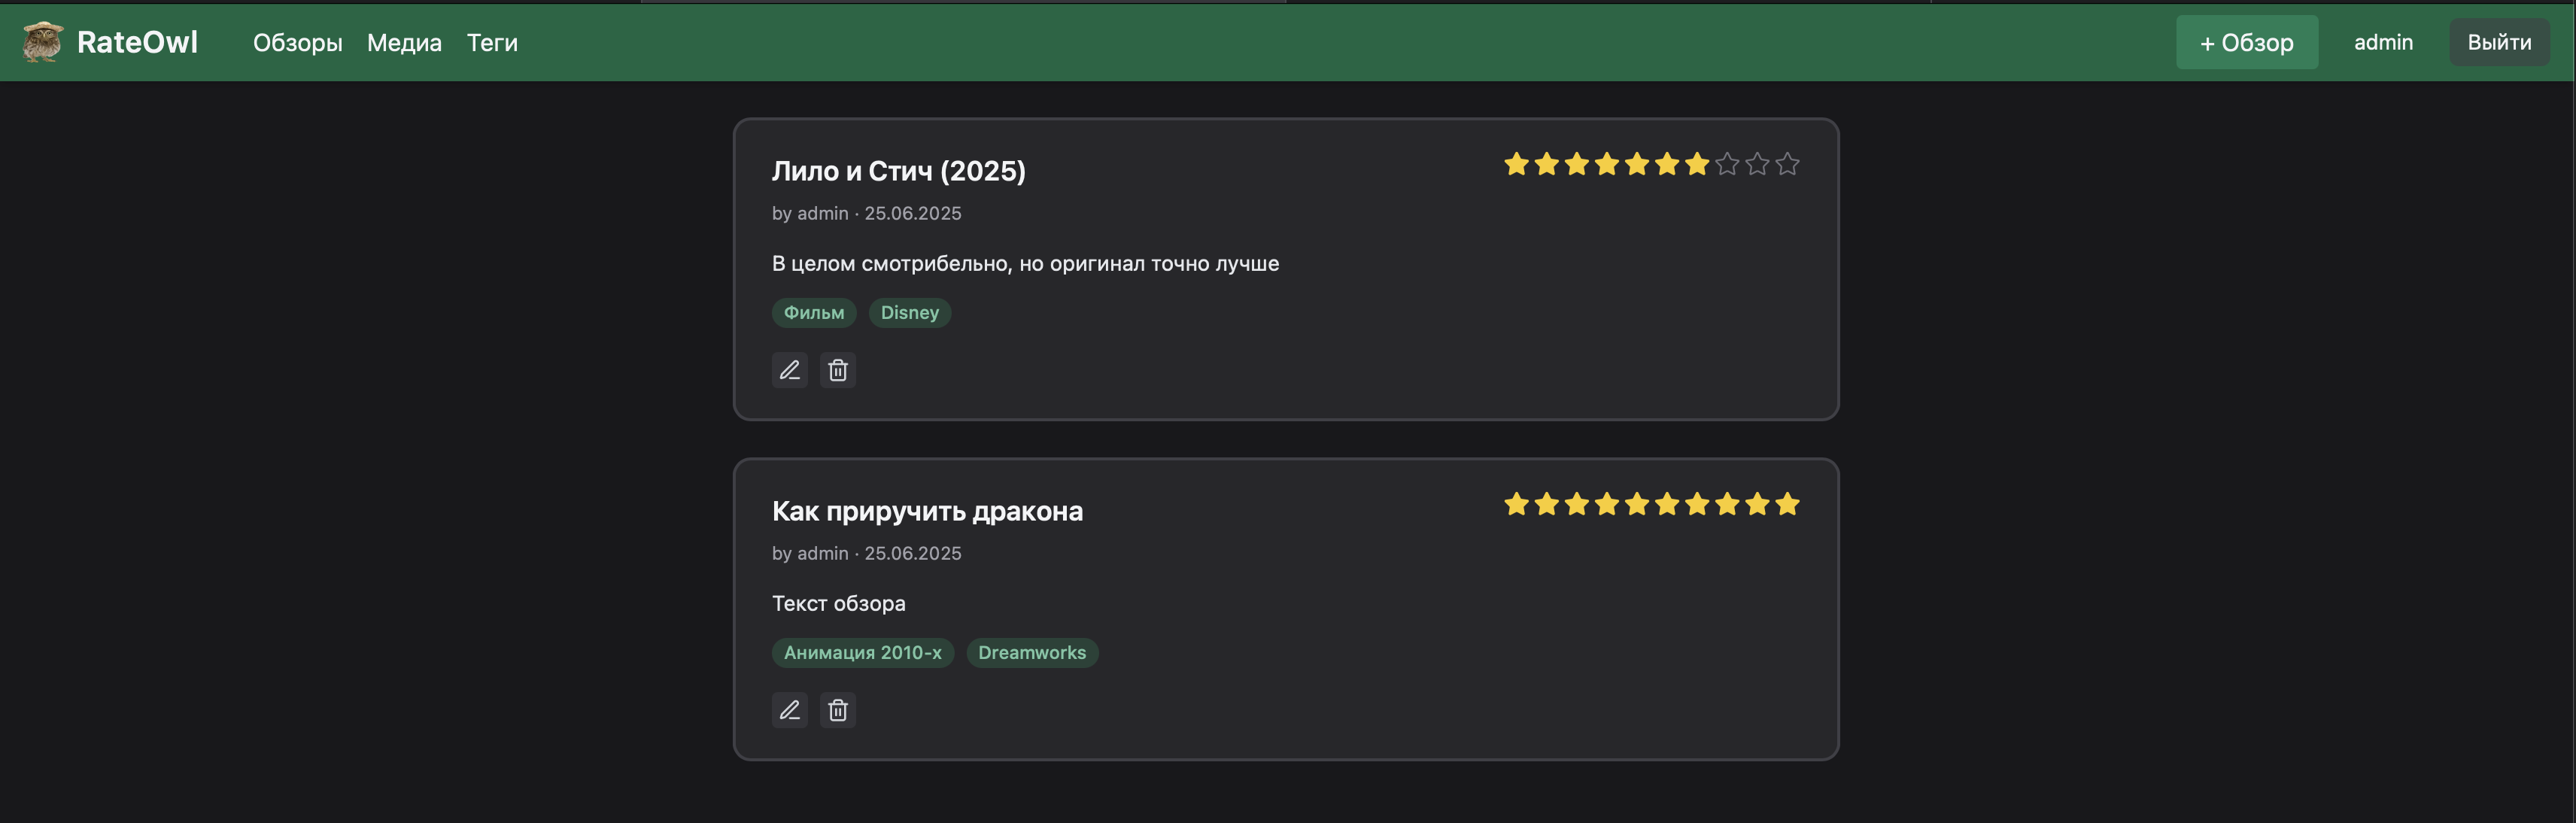 RateOwl Обзоры Медиа Теги + Обзор admin Выйти
Лило и Стич (2025)
by admin · 25.06.2025
В целом смотрибельно, но оригинал точно лучше
Фильм Disney
Как приручить дракона
by admin · 25.06.2025
Текст обзора
Анимация 2010-х Dreamworks